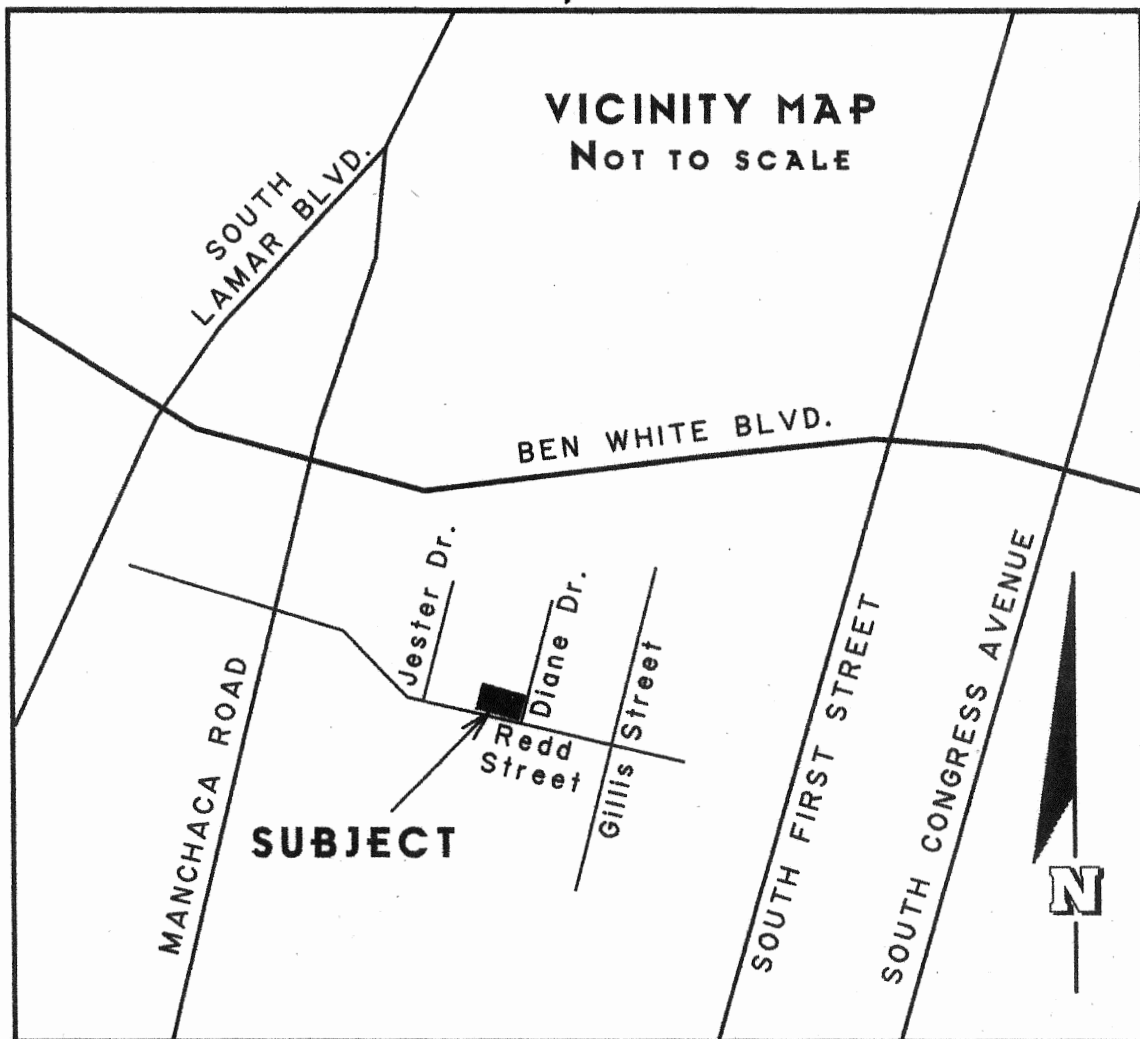 VICINITY MAP
NOT TO SCALE
SOUTH
LAMAR BLVD.
BEN WHITE BLVD.
Jester Dr.
Diane Dr.
Gillis Street
Redd
Street
SUBJECT
MANCHACA ROAD
SOUTH FIRST STREET
SOUTH CONGRESS AVENUE
N